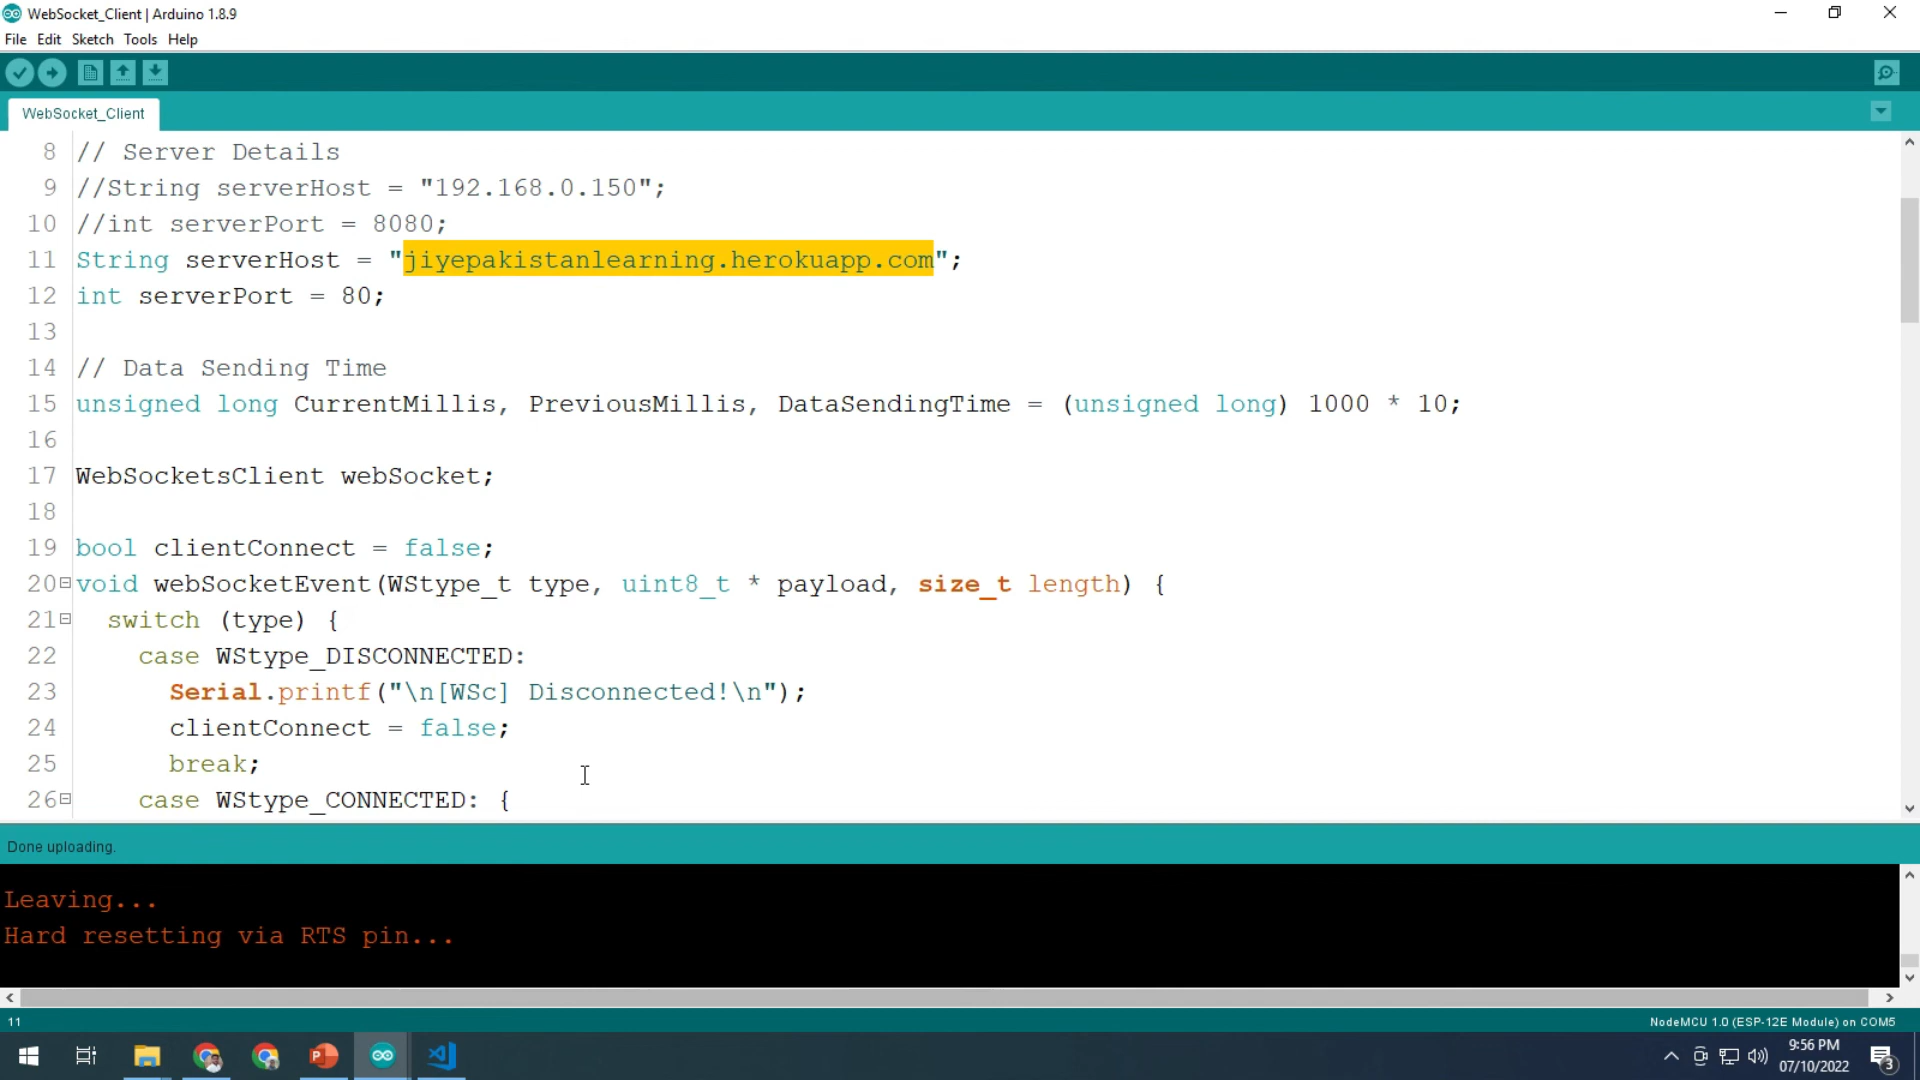 WebSocket_Client | Arduino 1.8.9
File Edit Sketch Tools Help
WebSocket_Client
8 // Server Details
9 //String serverHost = "192.168.0.150";
10 //int serverPort = 8080;
11 String serverHost = "jiyepakistanlearning.herokuapp.com";
12 int serverPort = 80;
13
14 // Data Sending Time
15 unsigned long CurrentMillis, PreviousMillis, DataSendingTime = (unsigned long) 1000 * 10;
16
17 WebSocketsClient webSocket;
18
19 bool clientConnect = false;
20 void webSocketEvent(WStype_t type, uint8_t * payload, size_t length) {
21 switch (type) {
22 case WStype_DISCONNECTED:
23 Serial.printf("\n[WSc] Disconnected!\n");
24 clientConnect = false;
25 break;
26 case WStype_CONNECTED: {
Done uploading.
Leaving...
Hard resetting via RTS pin...
11
NodeMCU 1.0 (ESP-12E Module) on COM5
9:56 PM
07/10/2022
3